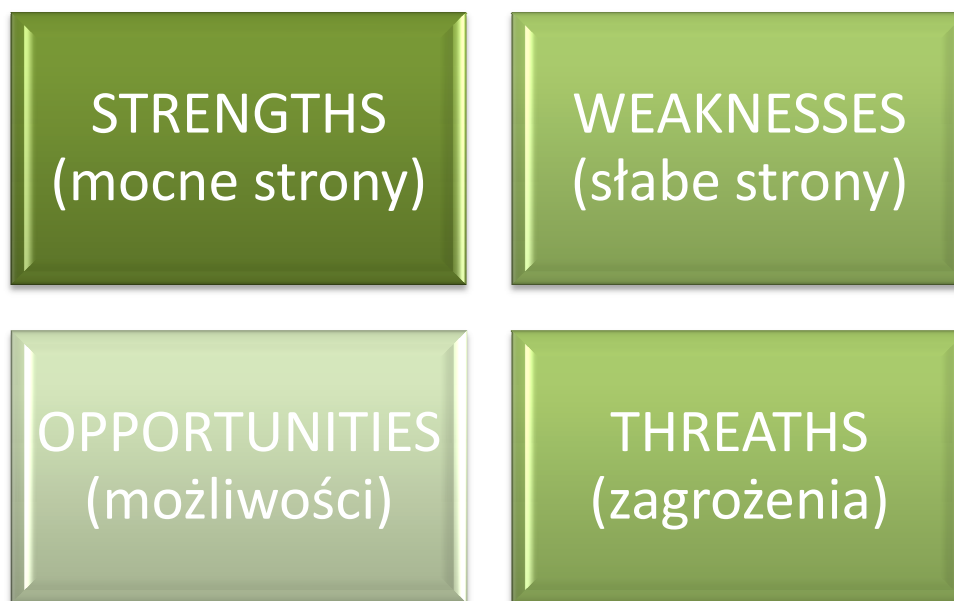 STRENGTHS
(mocne strony)
WEAKNESSES
(słabe strony)
OPPORTUNITIES
(możliwości)
THREATHS
(zagrożenia)